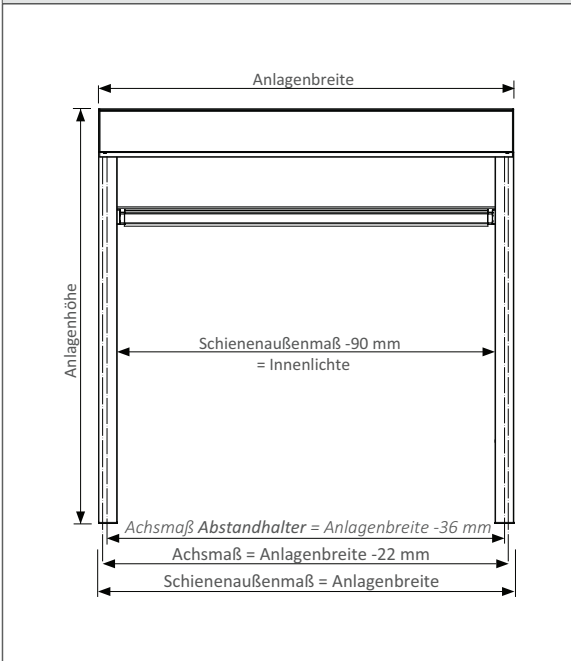 Anlagenbreite
Anlagenhöhe
Schienenaußenmaß -90 mm
= Innenlichte
Achsmaß Abstandhalter = Anlagenbreite -36 mm
Achsmaß = Anlagenbreite -22 mm
Schienenaußenmaß = Anlagenbreite